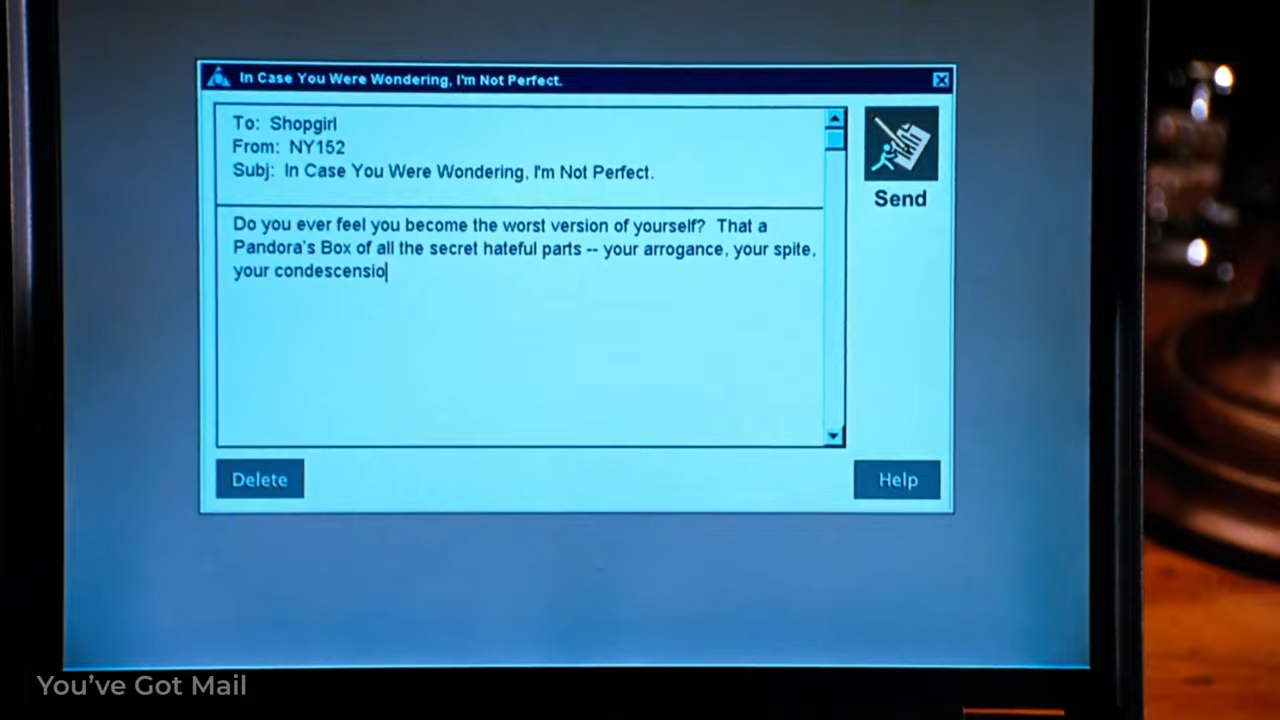 In Case You Were Wondering, I'm Not Perfect.
To: Shopgirl
From: NY152
Subj: In Case You Were Wondering, I'm Not Perfect.
Send
Do you ever feel you become the worst version of yourself? That a
Pandora's Box of all the secret hateful parts -- your arrogance, your spite,
your condescensio
Delete
Help
You've Got Mail